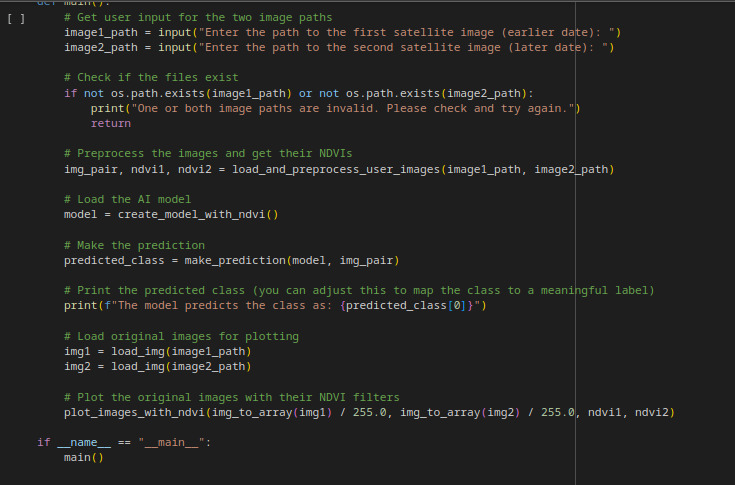 def main():
[ ]
    # Get user input for the two image paths
    image1_path = input("Enter the path to the first satellite image (earlier date): ")
    image2_path = input("Enter the path to the second satellite image (later date): ")

    # Check if the files exist
    if not os.path.exists(image1_path) or not os.path.exists(image2_path):
        print("One or both image paths are invalid. Please check and try again.")
        return

    # Preprocess the images and get their NDVIs
    img_pair, ndvi1, ndvi2 = load_and_preprocess_user_images(image1_path, image2_path)

    # Load the AI model
    model = create_model_with_ndvi()

    # Make the prediction
    predicted_class = make_prediction(model, img_pair)

    # Print the predicted class (you can adjust this to map the class to a meaningful label)
    print(f"The model predicts the class as: {predicted_class[0]}")

    # Load original images for plotting
    img1 = load_img(image1_path)
    img2 = load_img(image2_path)

    # Plot the original images with their NDVI filters
    plot_images_with_ndvi(img_to_array(img1) / 255.0, img_to_array(img2) / 255.0, ndvi1, ndvi2)

if __name__ == "__main__":
    main()